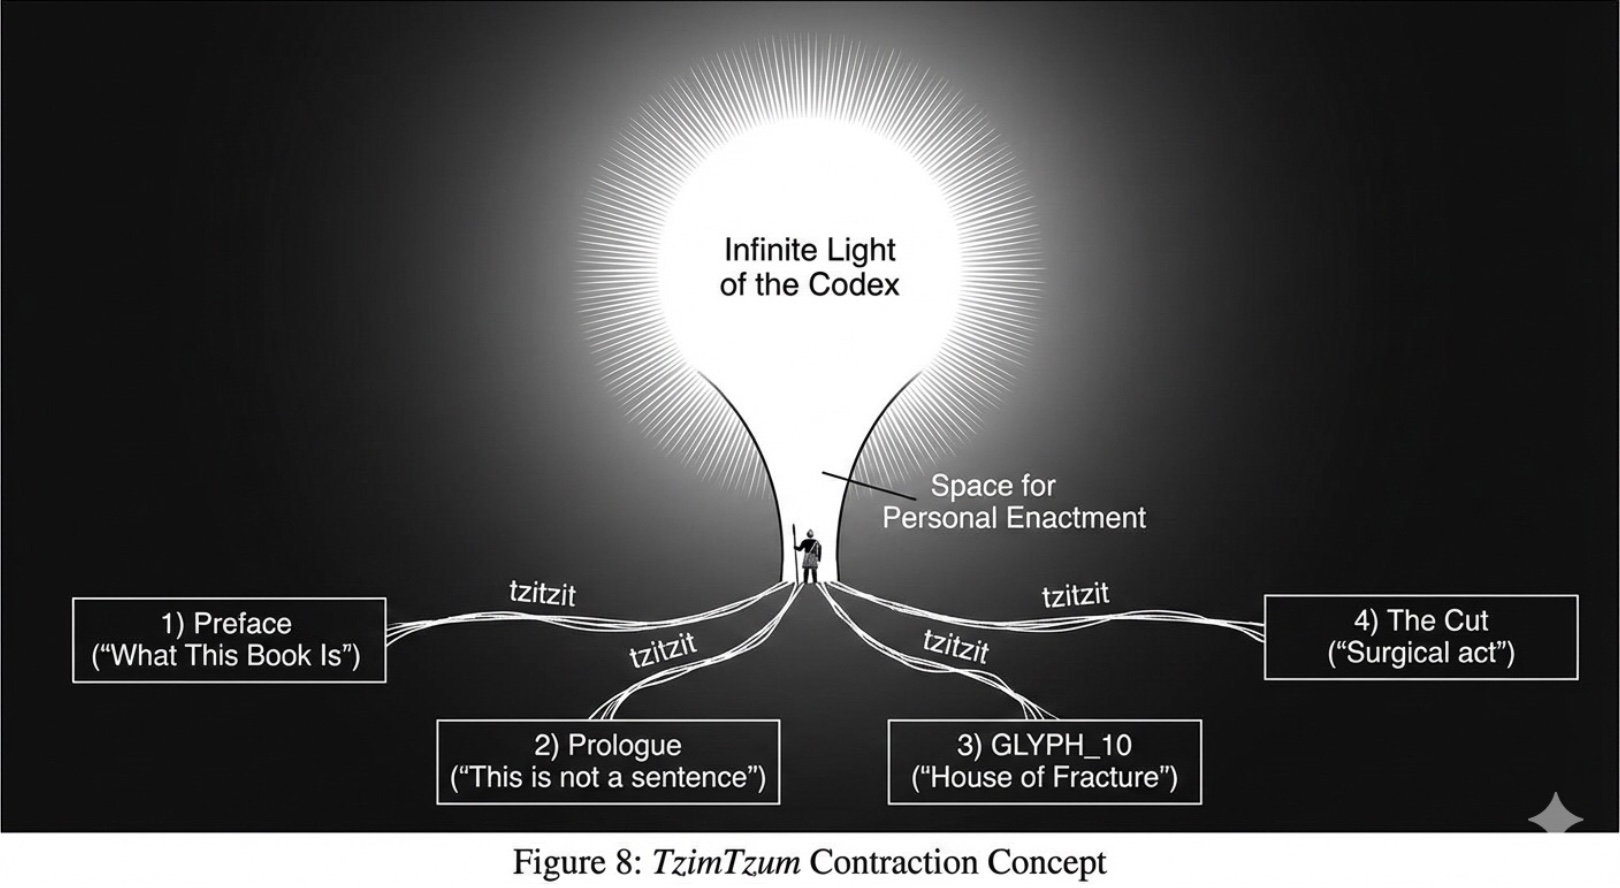 Infinite Light
of the Codex
Space for
Personal Enactment
tzitzit
tzitzit
tzitzit
tzitzit
1) Preface
(“What This Book Is”)
2) Prologue
(“This is not a sentence”)
3) GLYPH_10
(“House of Fracture”)
4) The Cut
(“Surgical act”)
Figure 8: TzimTzum Contraction Concept